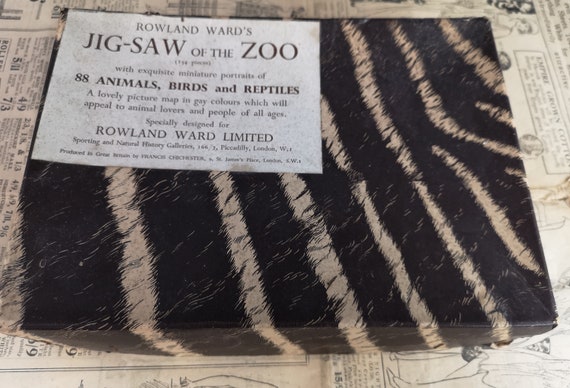 ROWLAND WARD'S
JIG-SAW OF THE ZOO
with exquisite miniature portraits of
88 ANIMALS, BIRDS and REPTILES
A lovely picture map in gay colours which will
appeal to animal lovers and people of all ages.
Specially designed for
ROWLAND WARD LIMITED
Sporting and Natural History Galleries, 166/7, Piccadilly, London, W.1
Produced in Great Britain by FRANCIS CHICHESTER, 9, St. James's Place, London, S.W.1